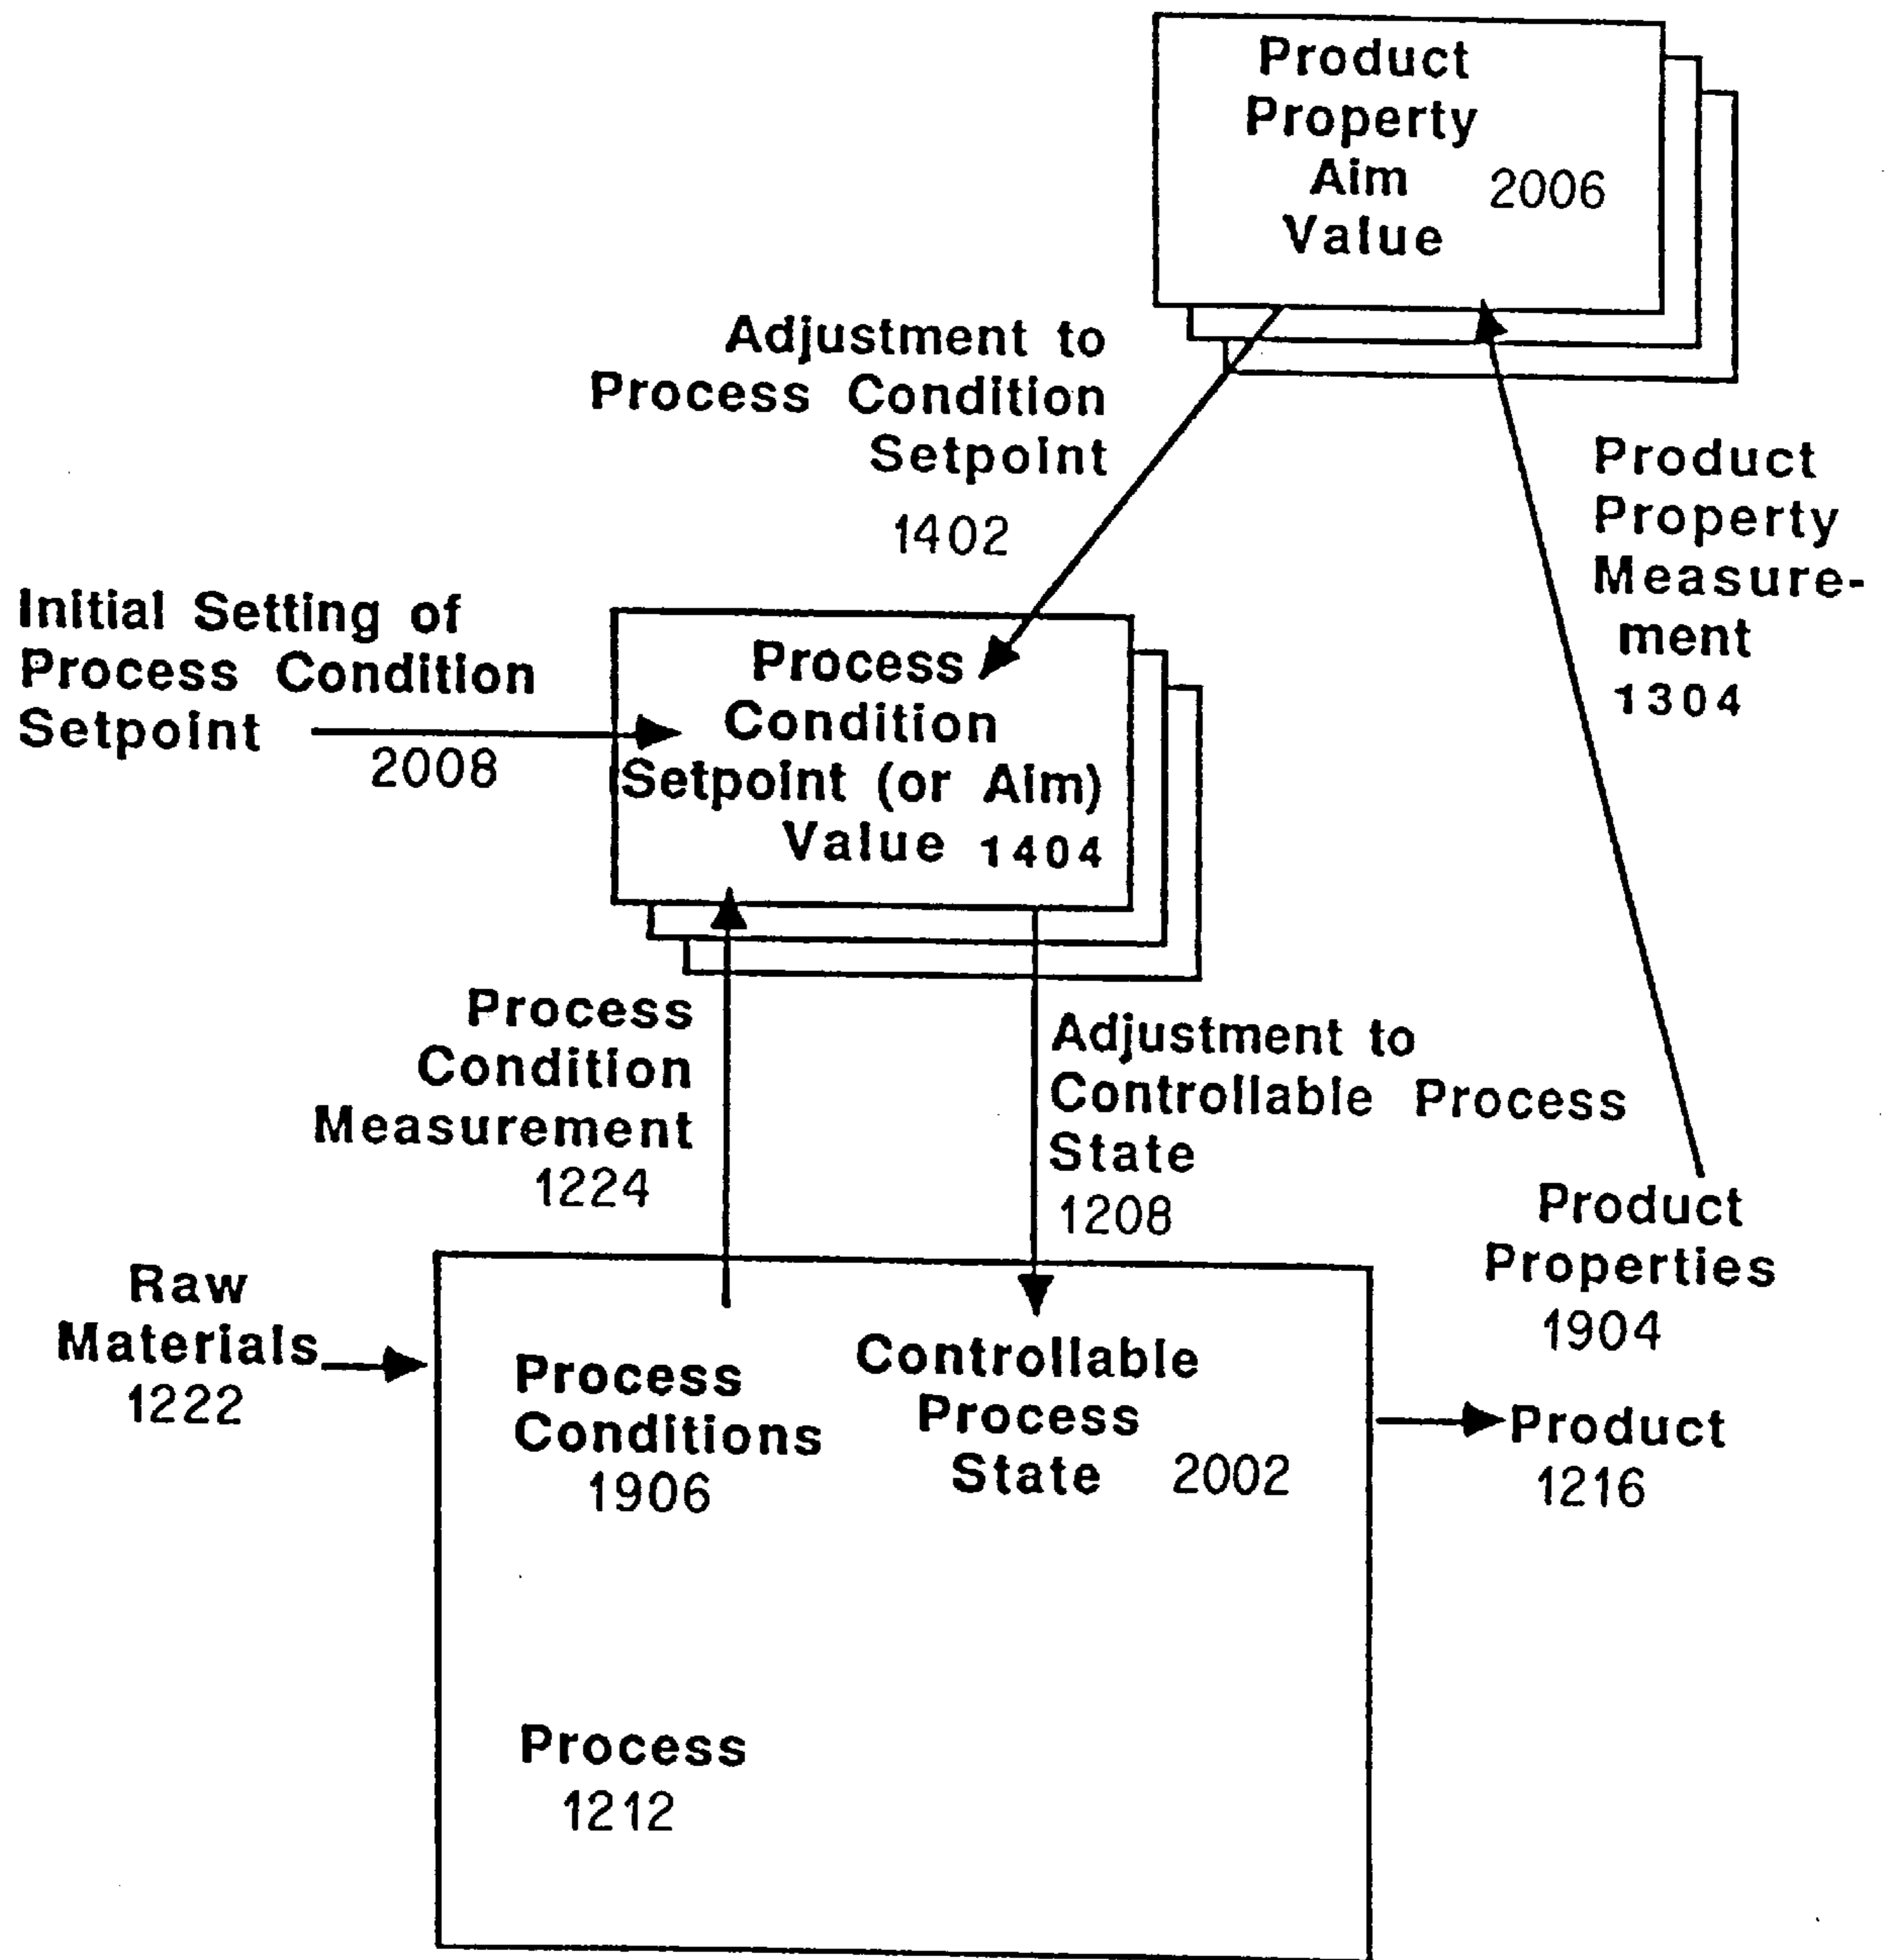 Product
Property
Aim 2006
Value
Adjustment to
Process Condition
Setpoint
1402
Product
Property
Measure-
ment
1304
Initial Setting of
Process Condition
Setpoint
2008
Process
Condition
Setpoint (or Aim)
Value 1404
Process
Condition
Measurement
1224
Adjustment to
Controllable Process
State
1208
Product
Properties
1904
Raw
Materials
1222
Process
Conditions
1906
Controllable
Process
State 2002
Product
1216
Process
1212